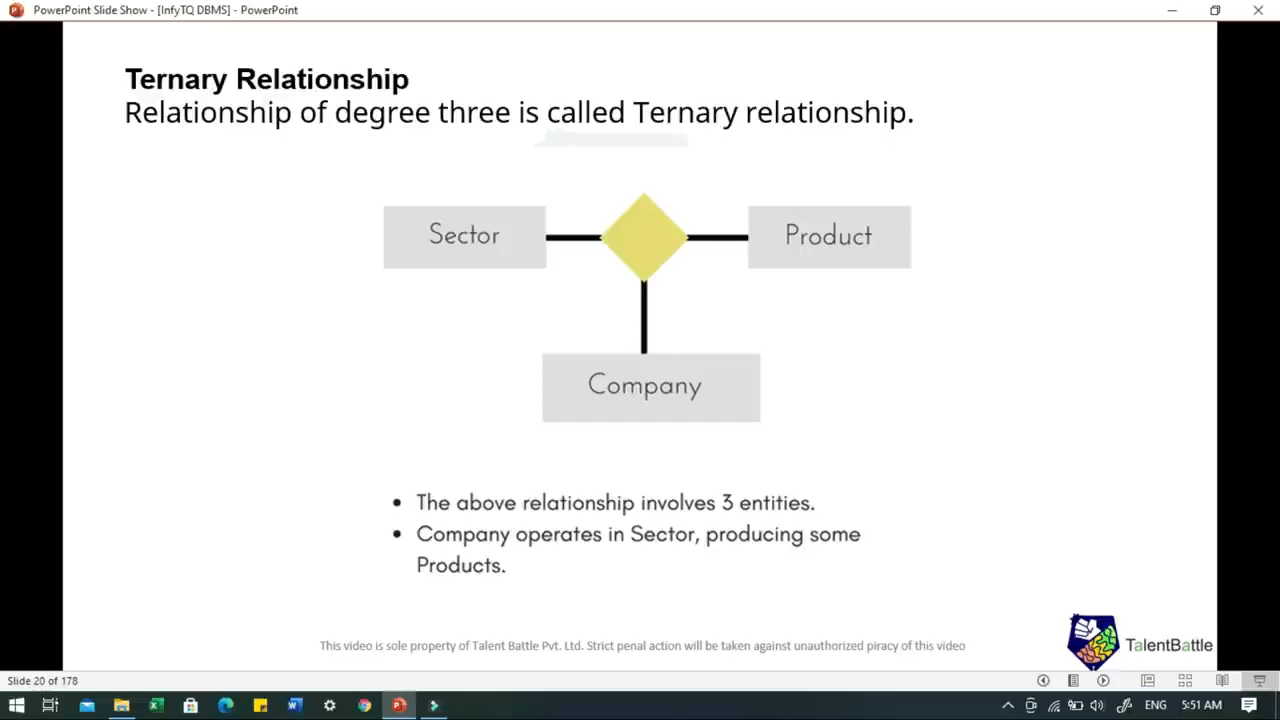 PowerPoint Slide Show - [InfyTQ DBMS] - PowerPoint
Ternary Relationship
Relationship of degree three is called Ternary relationship.
Sector
Product
Company
• The above relationship involves 3 entities.
• Company operates in Sector, producing some
Products.
This video is sole property of Talent Battle Pvt. Ltd. Strict penal action will be taken against unauthorized piracy of this video
TalentBattle
Slide 20 of 178
ENG
5:51 AM